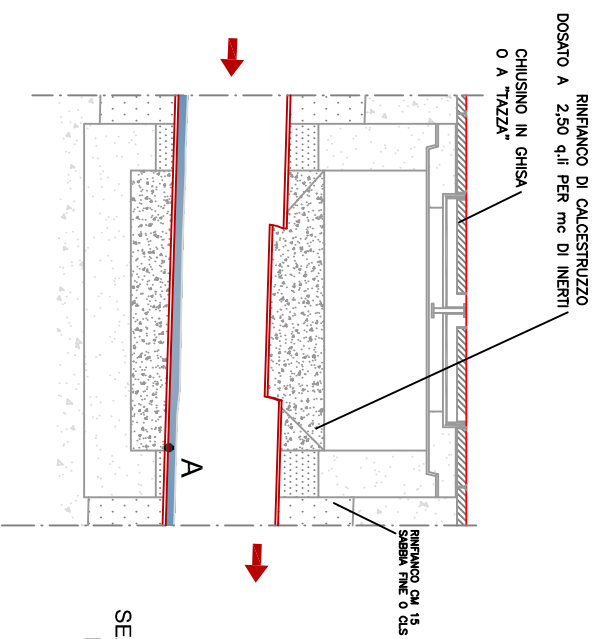 RINFIANCO DI CALCESTRUZZO
DOSATO A 2,50 q.li PER mc DI INERTI
CHIUSINO IN GHISA
O A "TAZZA"
A
RINFIANCO CM 15
SABBIA FINE O CLS
SE